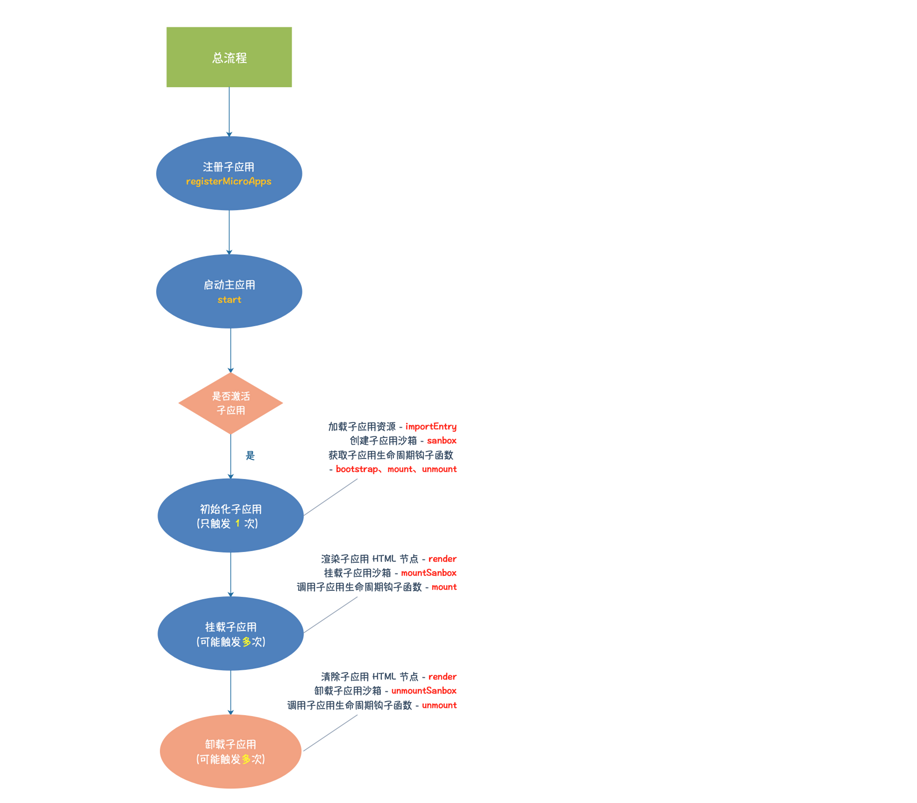 总流程
注册子应用
registerMicroApps
启动主应用
start
是否激活
子应用
是
加载子应用资源 - importEntry
创建子应用沙箱 - sanbox
获取子应用生命周期钩子函数
- bootstrap、mount、unmount
初始化子应用
(只触发 1 次)
渲染子应用 HTML 节点 - render
挂载子应用沙箱 - mountSanbox
调用子应用生命周期钩子函数 - mount
挂载子应用
(可能触发多次)
清除子应用 HTML 节点 - render
卸载子应用沙箱 - unmountSanbox
调用子应用生命周期钩子函数 - unmount
卸载子应用
(可能触发多次)